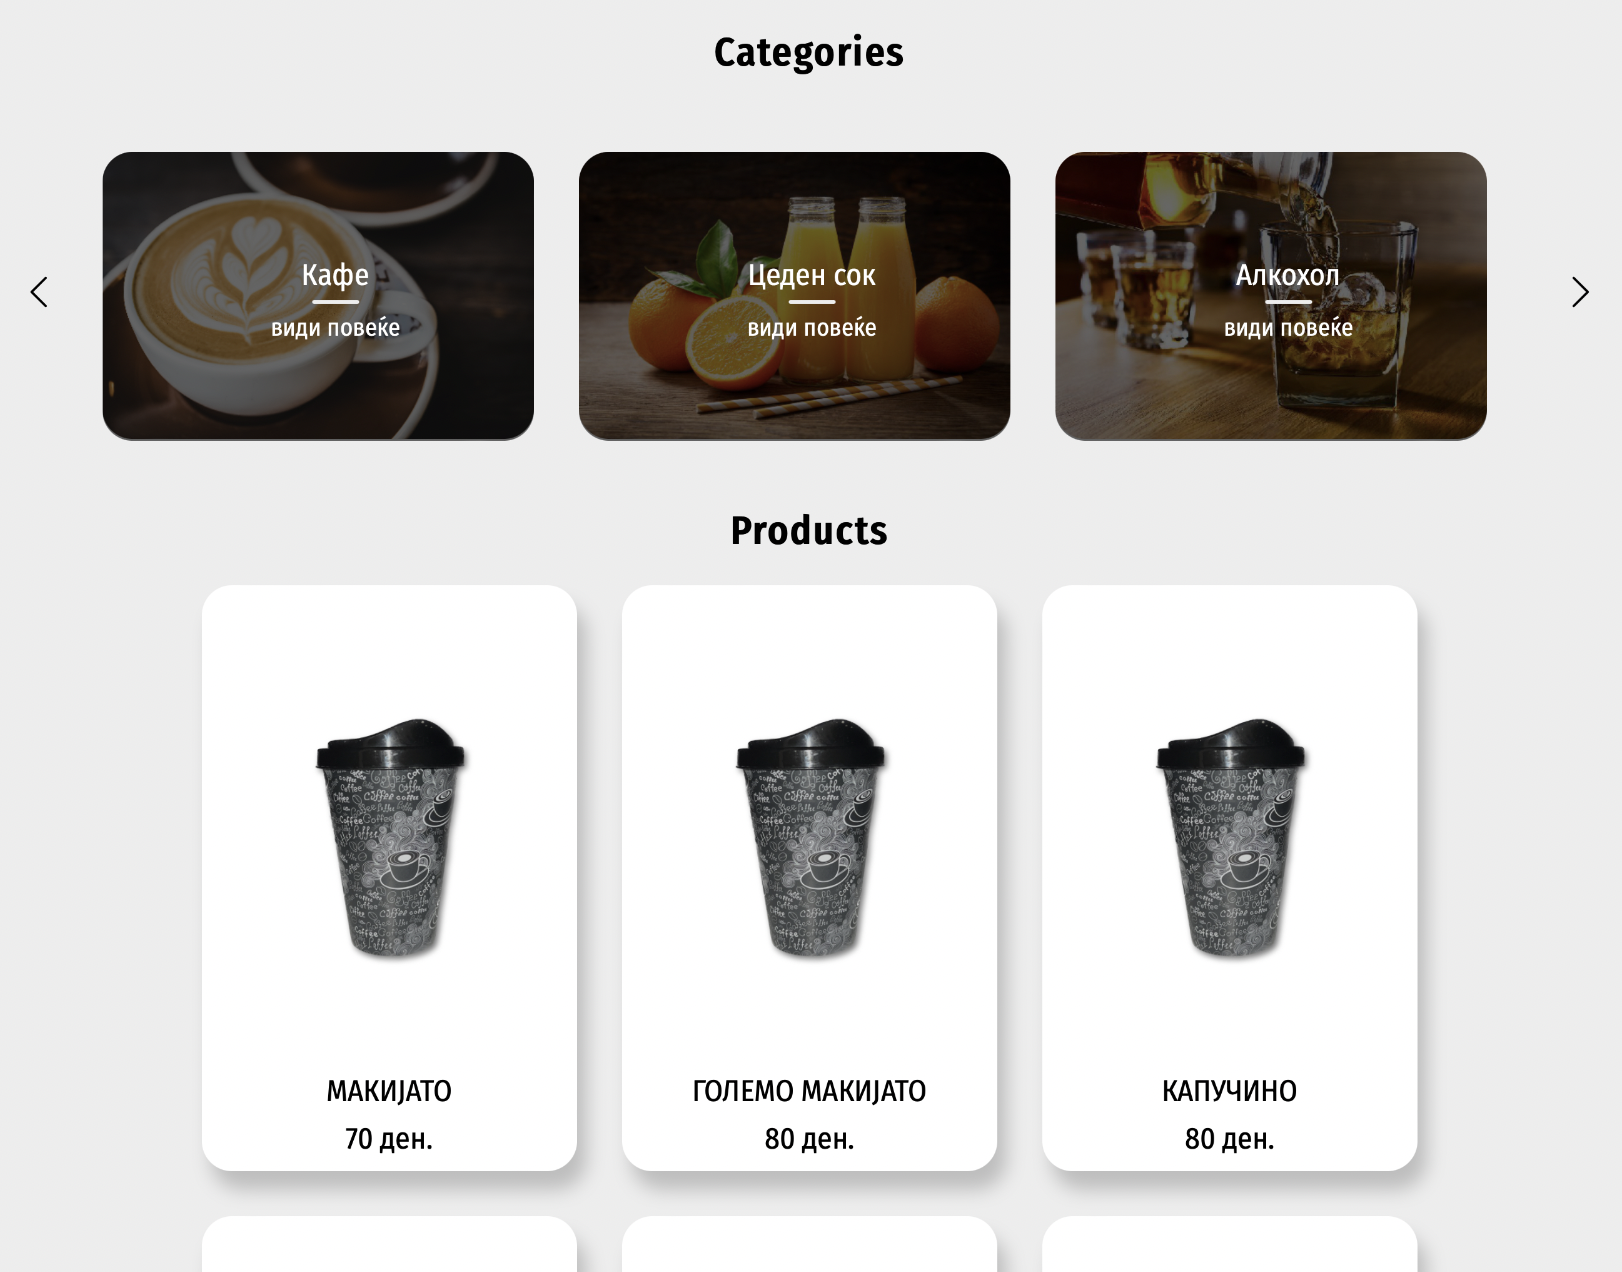 Categories
Кафе
види повеќе
Цеден сок
види повеќе
Алкохол
види повеќе
Products
МАКИЈАТО
70 ден.
ГОЛЕМО МАКИЈАТО
80 ден.
КАПУЧИНО
80 ден.